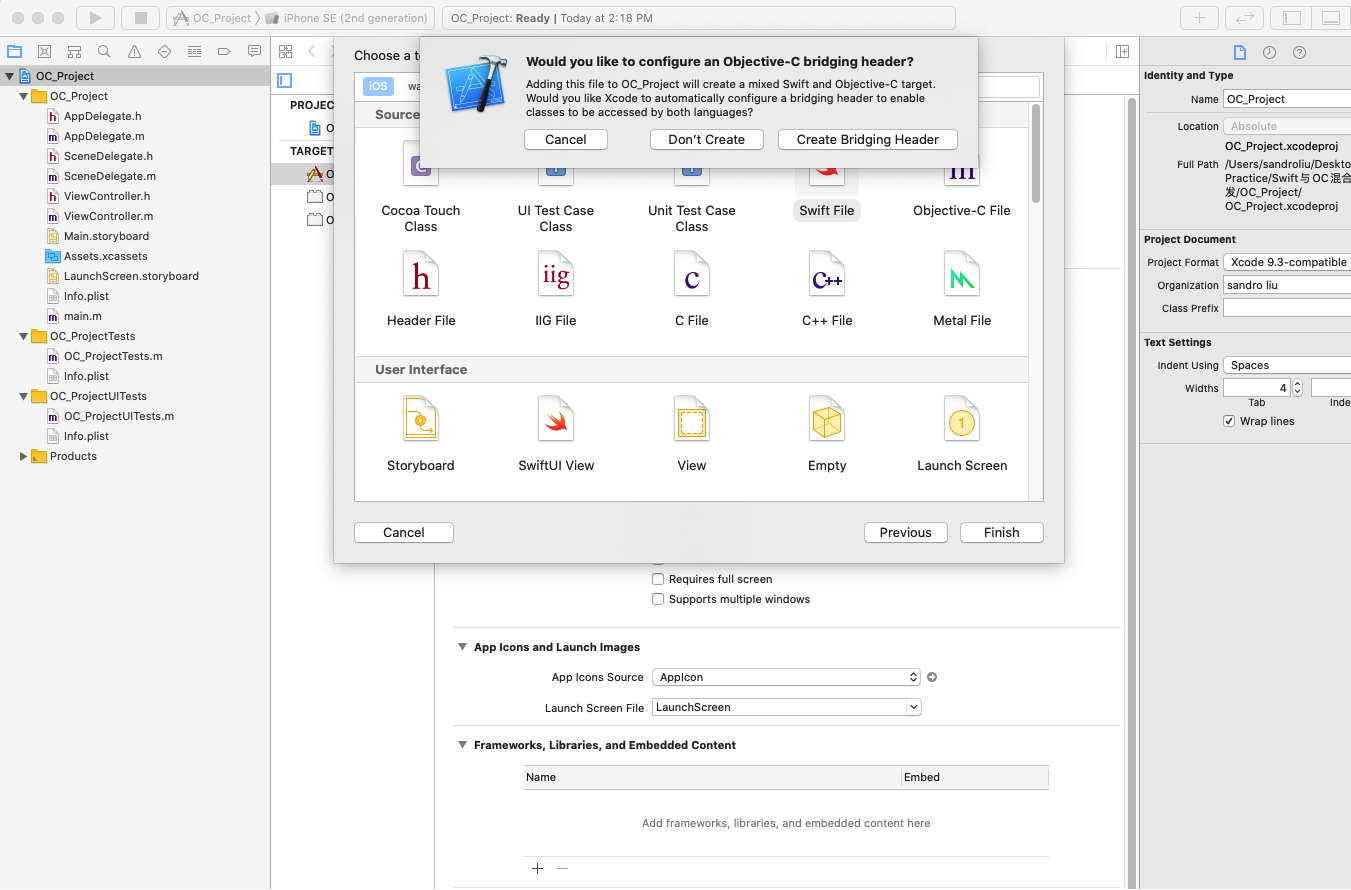 OC_Project
iPhone SE (2nd generation)
OC_Project: Ready | Today at 2:18 PM
OC_Project
OC_Project
AppDelegate.h
AppDelegate.m
SceneDelegate.h
SceneDelegate.m
ViewController.h
ViewController.m
Main.storyboard
Assets.xcassets
LaunchScreen.storyboard
Info.plist
main.m
OC_ProjectTests
OC_ProjectTests.m
Info.plist
OC_ProjectUITests
OC_ProjectUITests.m
Info.plist
Products
PROJEC
O
TARGET
O
O
O
Choose a t
iOS
wa
Source
Would you like to configure an Objective-C bridging header?
Adding this file to OC_Project will create a mixed Swift and Objective-C target.
Would you like Xcode to automatically configure a bridging header to enable
classes to be accessed by both languages?
Cancel
Don't Create
Create Bridging Header
Cocoa Touch
Class
UI Test Case
Class
Unit Test Case
Class
Swift File
m
Objective-C File
h
Header File
iig
IIG File
c
C File
c++
C++ File
Metal File
User Interface
Storyboard
SwiftUI View
View
Empty
1
Launch Screen
Cancel
Previous
Finish
Requires full screen
Supports multiple windows
App Icons and Launch Images
App Icons Source
AppIcon
Launch Screen File
LaunchScreen
Frameworks, Libraries, and Embedded Content
Name
Embed
Add frameworks, libraries, and embedded content here
Identity and Type
Name
OC_Project
Location
Absolute
OC_Project.xcodeproj
Full Path
/Users/sandroliu/Deskto
Practice/Swift与OC混合
发/OC_Project/
OC_Project.xcodeproj
Project Document
Project Format
Xcode 9.3-compatible
Organization
sandro liu
Class Prefix
Text Settings
Indent Using
Spaces
Widths
4
Tab
Inde
Wrap lines